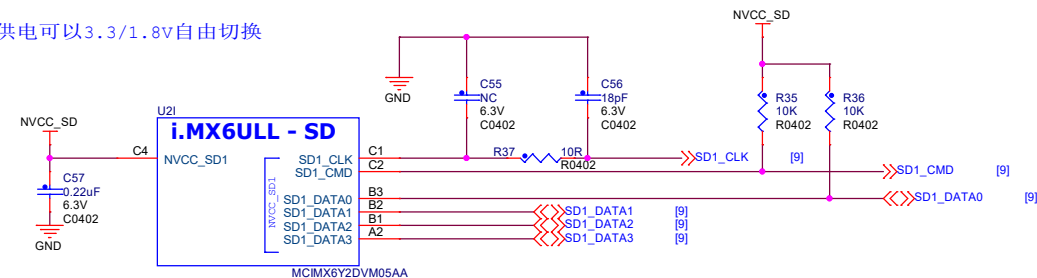 供电可以3.3/1.8V自由切换
NVCC_SD
GND
C55
NC
6.3V
C0402
C56
18pF
6.3V
C0402
R35
10K
R0402
R36
10K
R0402
U2I
i.MX6ULL - SD
NVCC_SD
C4
NVCC_SD1
C57
0.22uF
6.3V
C0402
GND
NVCC_SD1
SD1_CLK
C1
R37
10R
R0402
SD1_CLK
[9]
SD1_CMD
C2
SD1_CMD
[9]
SD1_DATA0
B3
SD1_DATA0
[9]
SD1_DATA1
B2
SD1_DATA1
[9]
SD1_DATA2
B1
SD1_DATA2
[9]
SD1_DATA3
A2
SD1_DATA3
[9]
MCIMX6Y2DVM05AA